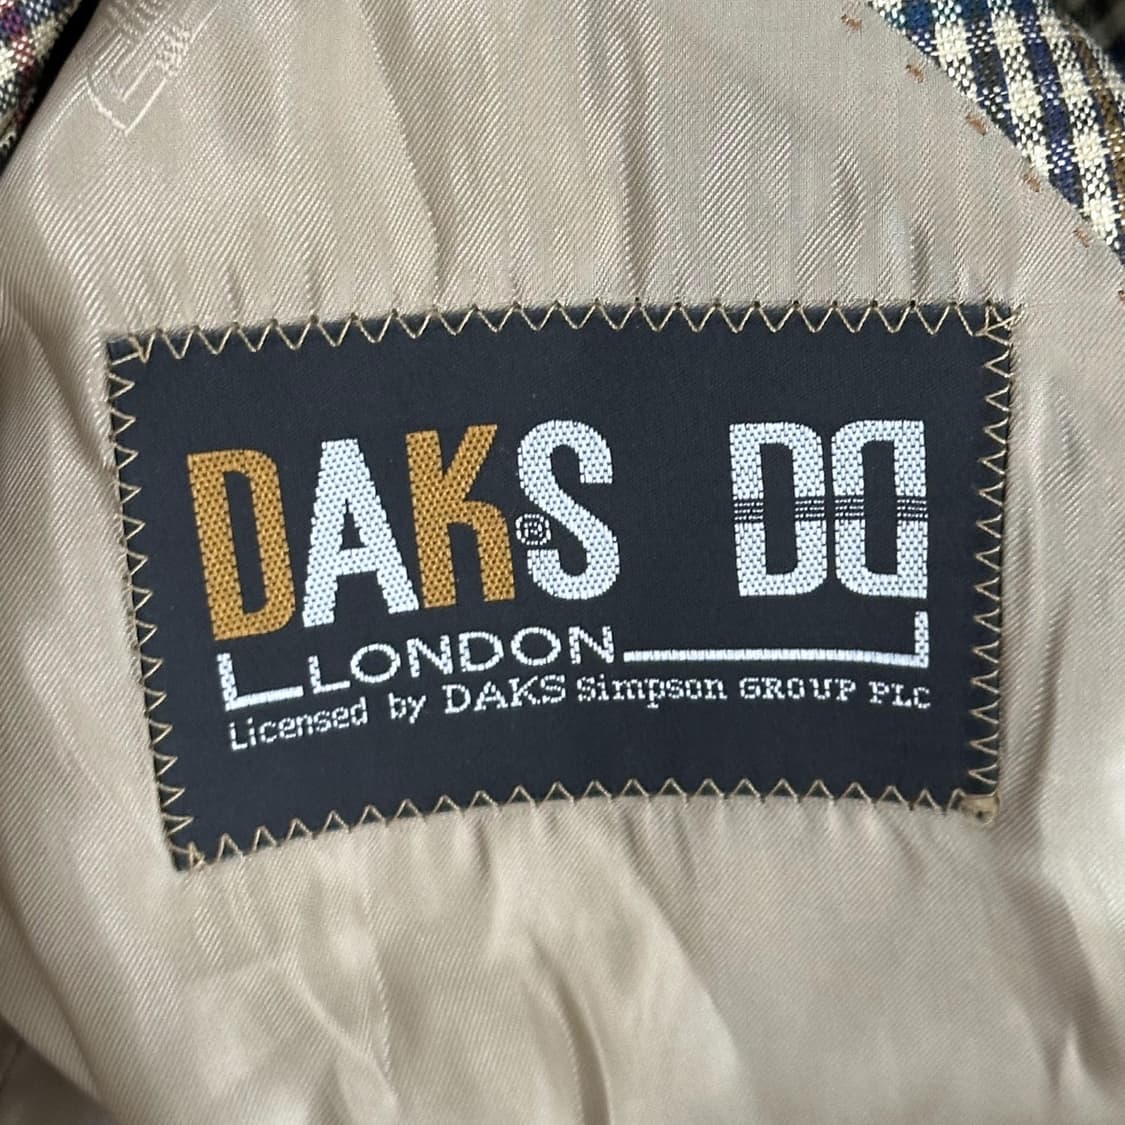 DAKS® DD
LONDON
Licensed by DAKS Simpson GROUP PLC